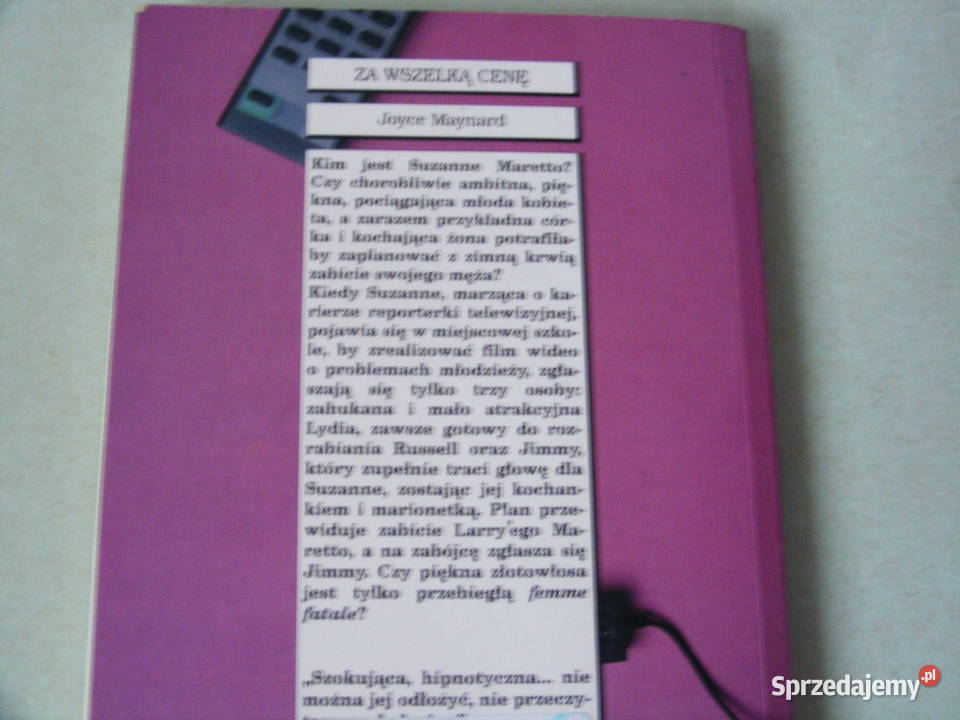 ZA WSZELKĄ CENĘ
Joyce Maynard
Kim jest Suzanne Maretto?
Czy chorobliwie ambitna, pię-
kna, pociągająca młoda kobie-
ta, a zarazem przykładna cór-
ka i kochająca żona potrafiła-
by zaplanować z zimną krwią
zabicie swojego męża?
Kiedy Suzanne, marząca o ka-
rierze reporterki telewizyjnej,
pojawia się w miejscowej szko-
le, by zrealizować film wideo
o problemach młodzieży, zgła-
szają się tylko trzy osoby:
zahukana i mało atrakcyjna
Lydia, zawsze gotowy do roz-
rabiania Russell oraz Jimmy,
który zupełnie traci głowę dla
Suzanne, zostając jej kochan-
kiem i marionetką. Plan prze-
widuje zabicie Larry'ego Ma-
retto, a na zabójcę zgłasza się
Jimmy. Czy piękna złotowłosa
jest tylko przebiegłą femme
fatale?
„Szokująca, hipnotyczna... nie
można jej odłożyć, nie przeczy-
Sprzedajemy.pl